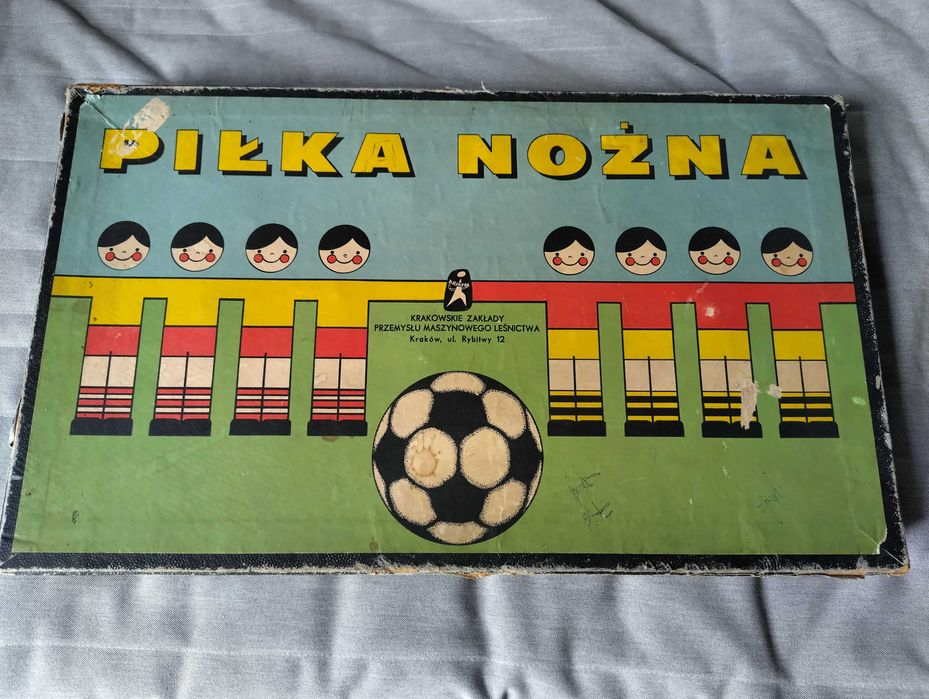 PIŁKA NOŻNA
KRAKOWSKIE ZAKŁADY
PRZEMYSŁU MASZYNOWEGO LEŚNICTWA
Kraków, ul. Rybitwy 12